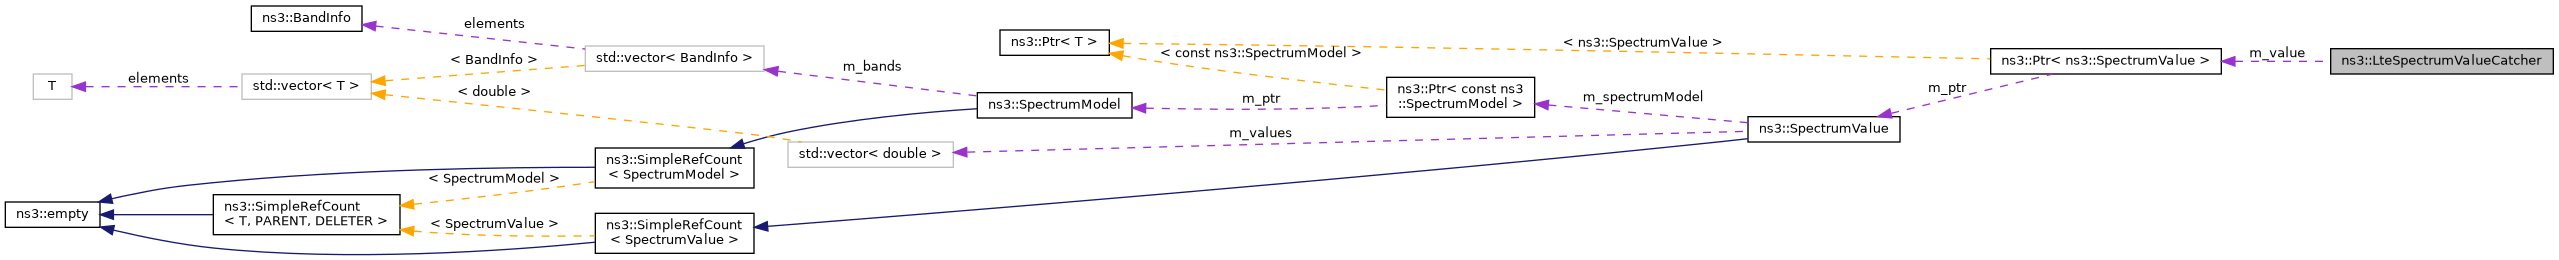 ns3::BandInfo
elements
std::vector< BandInfo >
< BandInfo >
T
elements
std::vector< T >
< double >
m_bands
ns3::Ptr< T >
< const ns3::SpectrumModel >
< ns3::SpectrumValue >
ns3::Ptr< ns3::SpectrumValue >
m_value
ns3::LteSpectrumValueCatcher
ns3::SpectrumModel
m_ptr
ns3::Ptr< const ns3
::SpectrumModel >
m_spectrumModel
m_ptr
ns3::SpectrumValue
m_values
std::vector< double >
ns3::SimpleRefCount
< SpectrumModel >
< SpectrumModel >
ns3::empty
ns3::SimpleRefCount
< T, PARENT, DELETER >
< SpectrumValue >
ns3::SimpleRefCount
< SpectrumValue >